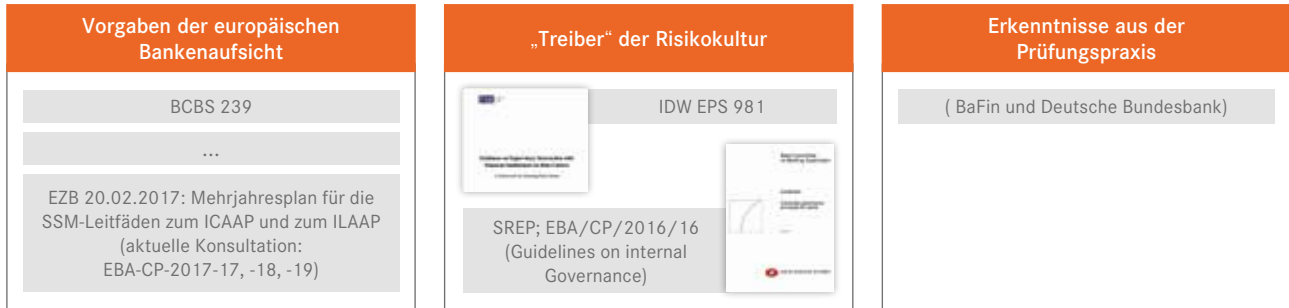 Vorgaben der europäischen
Bankenaufsicht
BCBS 239
...
EZB 20.02.2017: Mehrjahresplan für die
SSM-Leitfäden zum ICAAP und zum ILAAP
(aktuelle Konsultation:
EBA-CP-2017-17, -18, -19)
„Treiber“ der Risikokultur
IDW EPS 981
SREP; EBA/CP/2016/16
(Guidelines on internal
Governance)
Erkenntnisse aus der
Prüfungspraxis
( BaFin und Deutsche Bundesbank)